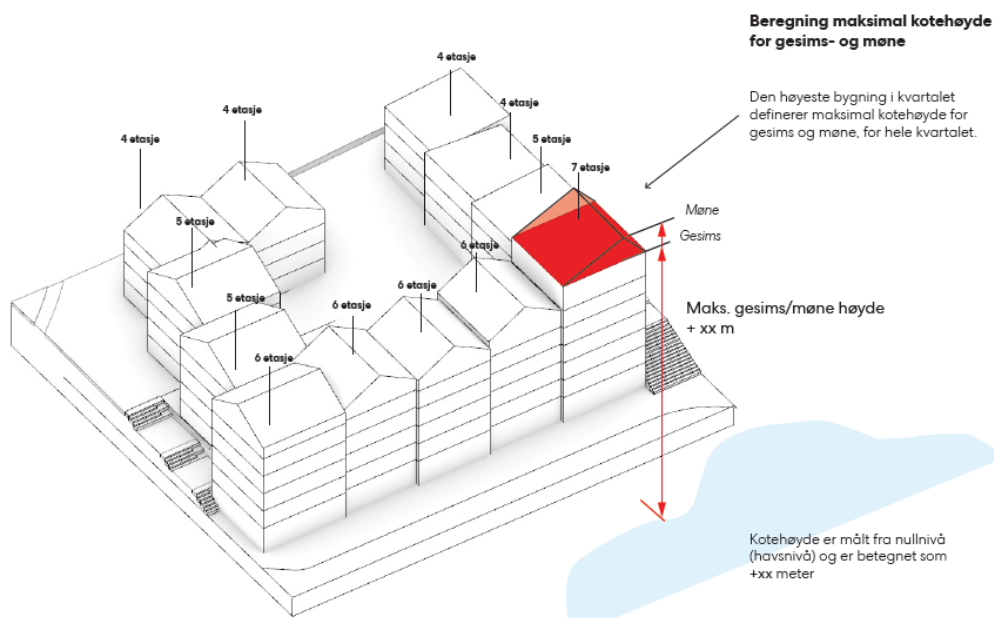 Beregning maksimal kotehøyde
for gesims- og møne
Den høyeste bygning i kvartalet
definerer maksimal kotehøyde for
gesims og møne, for hele kvartalet.
4 etasje
4 etasje
4 etasje
4 etasje
5 etasje
7 etasje
5 etasje
6 etasje
6 etasje
5 etasje
6 etasje
6 etasje
Møne
Gesims
Maks. gesims/møne høyde
+ xx m
Kotehøyde er målt fra nullnivå
(havsnivå) og er betegnet som
+xx meter